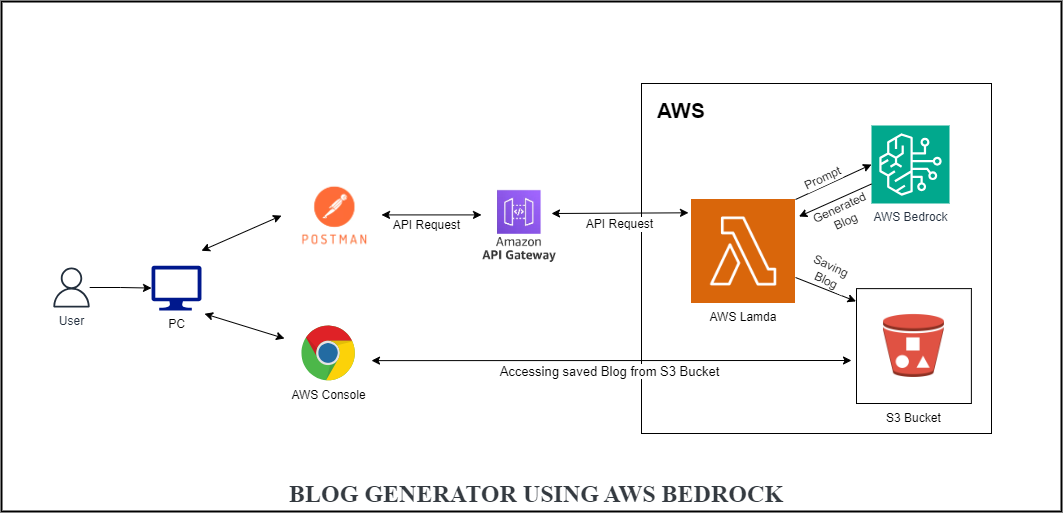 AWS
Prompt
Generated
Blog
AWS Bedrock
POSTMAN
API Request
Amazon
API Gateway
API Request
Saving
Blog
AWS Lamda
User
PC
AWS Console
Accessing saved Blog from S3 Bucket
S3 Bucket
BLOG GENERATOR USING AWS BEDROCK